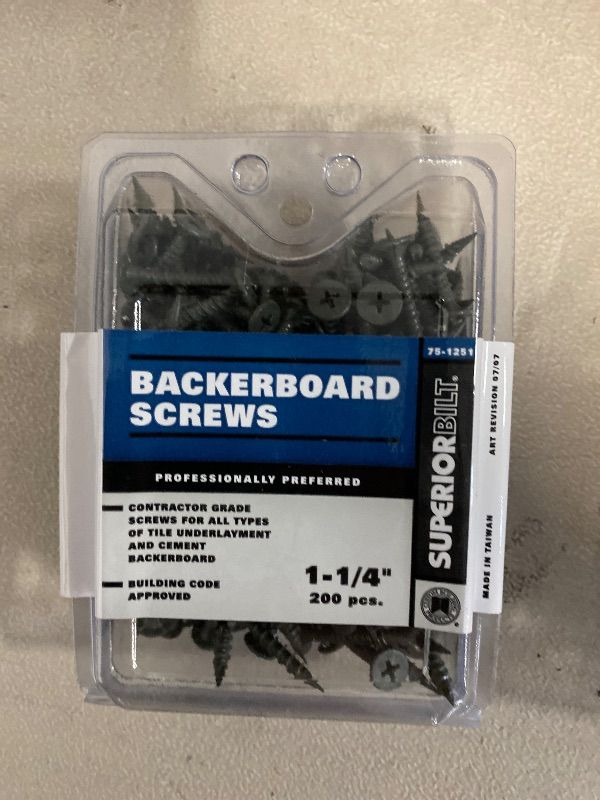 75-1251
BACKERBOARD
SCREWS
PROFESSIONALLY PREFERRED
CONTRACTOR GRADE
SCREWS FOR ALL TYPES
OF TILE UNDERLAYMENT
AND CEMENT
BACKERBOARD
BUILDING CODE
APPROVED
1-1/4"
200 pcs.
SUPERIORBILT®
ART REVISION 07/07
MADE IN TAIWAN